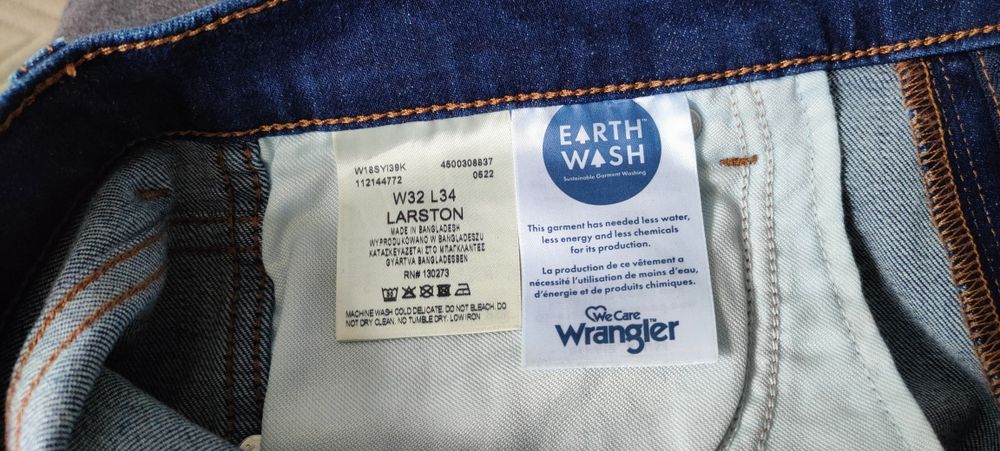 W18SYI39K 4500308837
112144772 0522
W32 L34
LARSTON
MADE IN BANGLADESH
WYPRODUKOWANO W BANGLADESZU
ΚΑΤΑΣΚΕΥΑΖΕΤΑΙ ΣΤΟ ΜΠΑΓΚΛΑΝΤΕΣ
GYÁRTVA BANGLADESBEN
RN# 130273
MACHINE WASH COLD DELICATE. DO NOT BLEACH. DO
NOT DRY CLEAN. NO TUMBLE DRY. LOW IRON
EARTH™
WASH
Sustainable Garment Washing
This garment has needed less water,
less energy and less chemicals
for its production.
La production de ce vêtement a
nécessité l'utilisation de moins d'eau,
d'énergie et de produits chimiques.
We Care
Wrangler